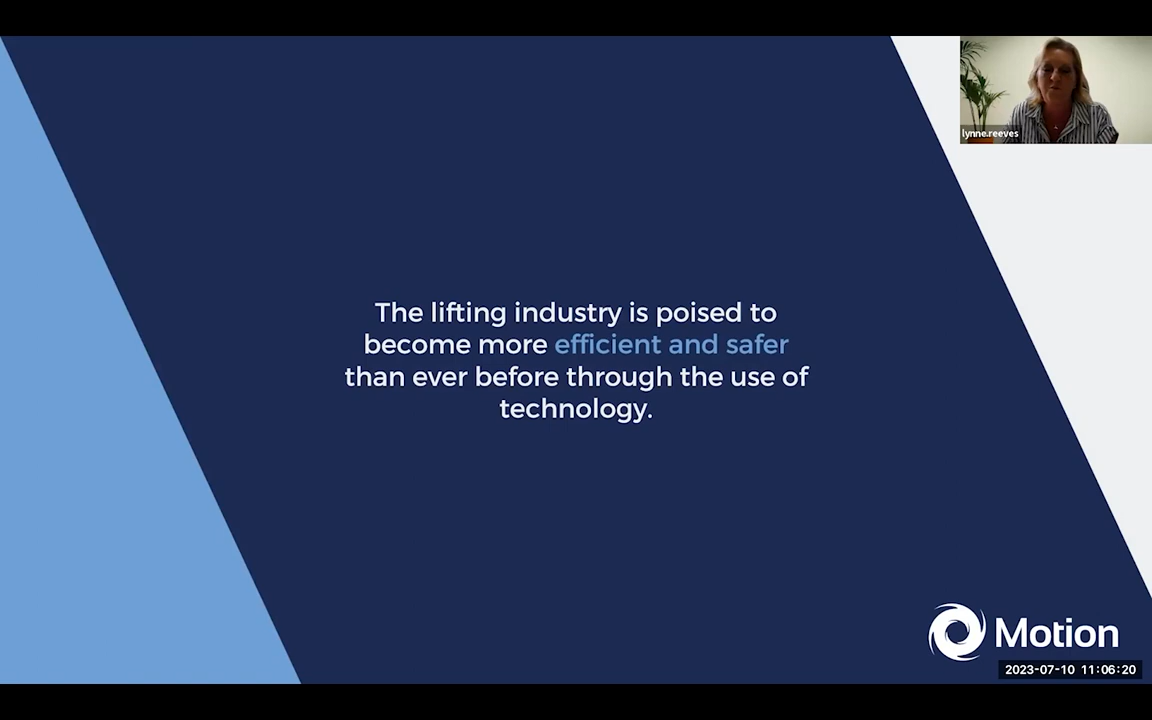 lynne.reeves
The lifting industry is poised to
become more efficient and safer
than ever before through the use of
technology.
Motion
2023-07-10 11:06:20